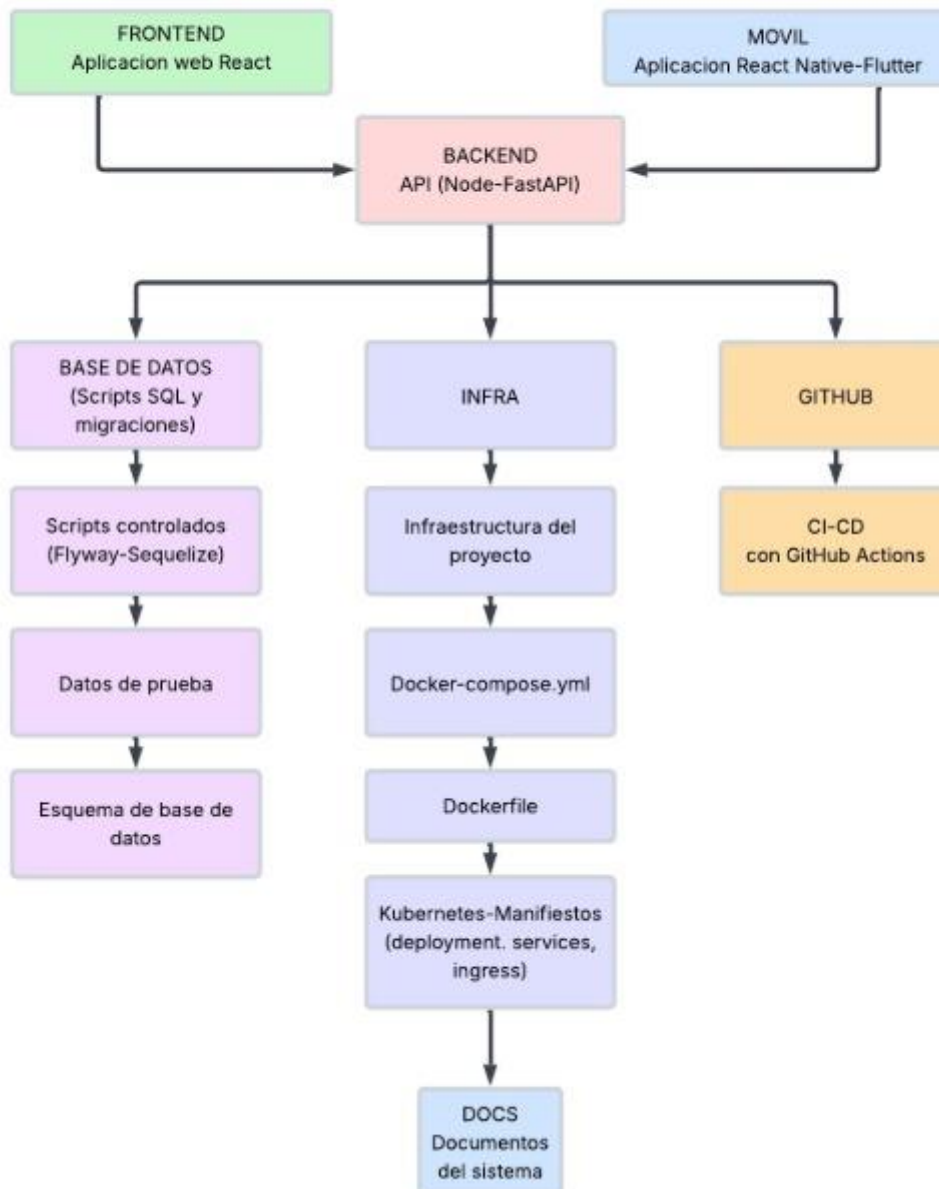 FRONTEND
Aplicacion web React
MOVIL
Aplicacion React Native-Flutter
BACKEND
API (Node-FastAPI)
BASE DE DATOS
(Scripts SQL y
migraciones)
INFRA
GITHUB
Scripts controlados
(Flyway-Sequelize)
Infraestructura del
proyecto
CI-CD
con GitHub Actions
Datos de prueba
Docker-compose.yml
Esquema de base de
datos
Dockerfile
Kubernetes-Manifiestos
(deployment. services,
ingress)
DOCS
Documentos
del sistema